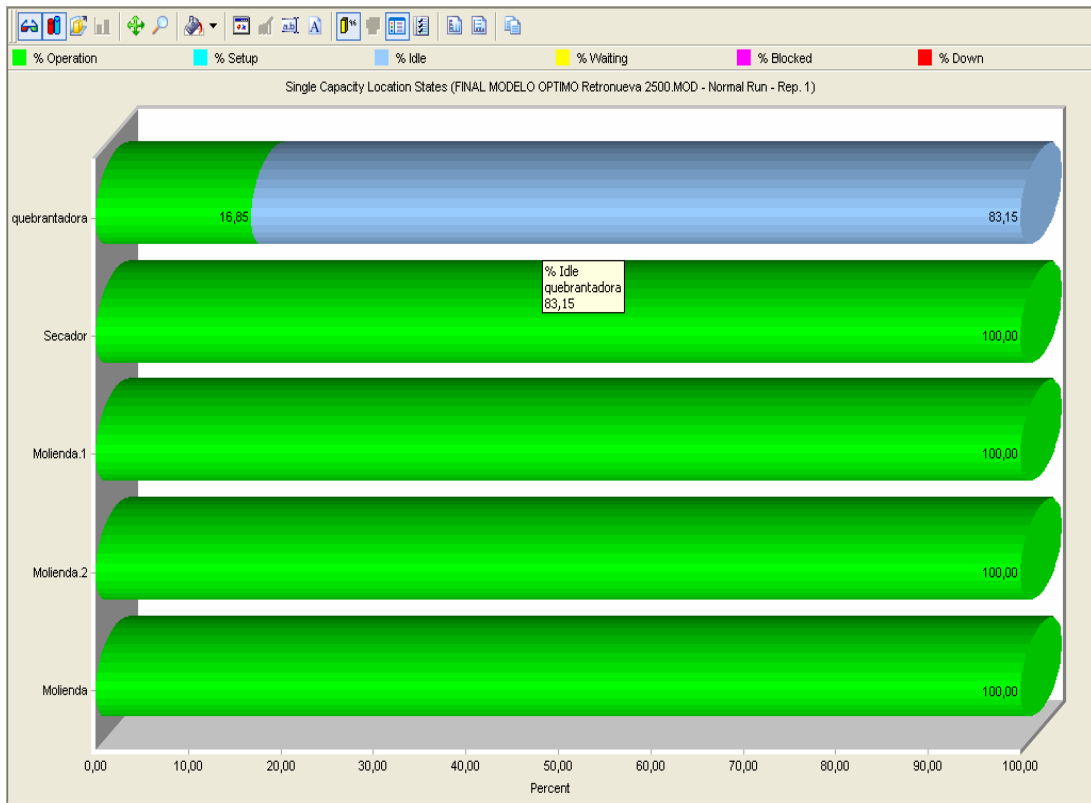 % Operation % Setup % Idle % Waiting % Blocked % Down
Single Capacity Location States (FINAL MODELO OPTIMO Retronueva 2500.MOD - Normal Run - Rep. 1)
quebrantadora 16,85 83,15
% Idle
quebrantadora
83,15
Secador 100,00
Molienda.1 100,00
Molienda.2 100,00
Molienda 100,00
0,00 10,00 20,00 30,00 40,00 50,00 60,00 70,00 80,00 90,00 100,00
Percent